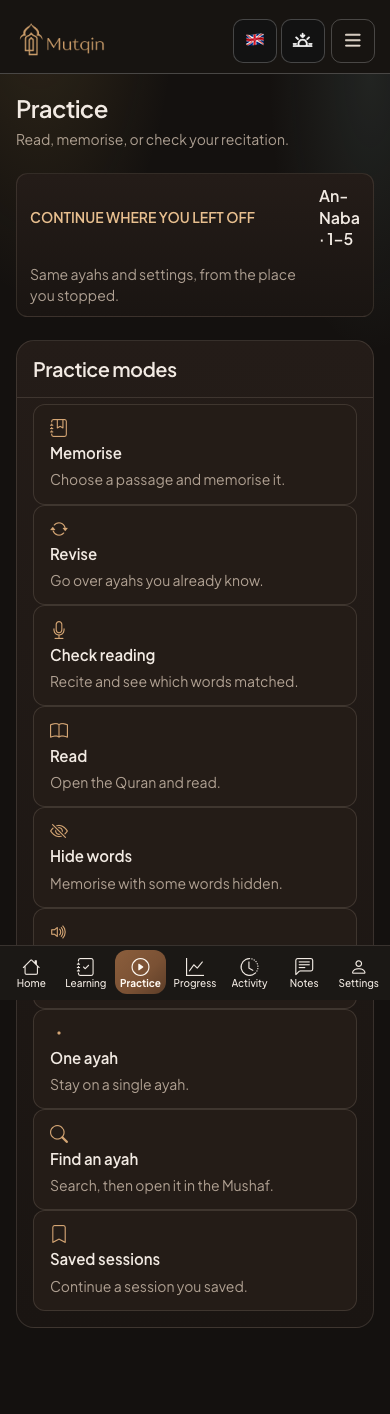 Mutqin
Practice
Read, memorise, or check your recitation.
CONTINUE WHERE YOU LEFT OFF
An-
Naba
· 1–5
Same ayahs and settings, from the place
you stopped.
Practice modes
Memorise
Choose a passage and memorise it.
Revise
Go over ayahs you already know.
Check reading
Recite and see which words matched.
Read
Open the Quran and read.
Hide words
Memorise with some words hidden.
Home
Learning
Practice
Progress
Activity
Notes
Settings
One ayah
Stay on a single ayah.
Find an ayah
Search, then open it in the Mushaf.
Saved sessions
Continue a session you saved.